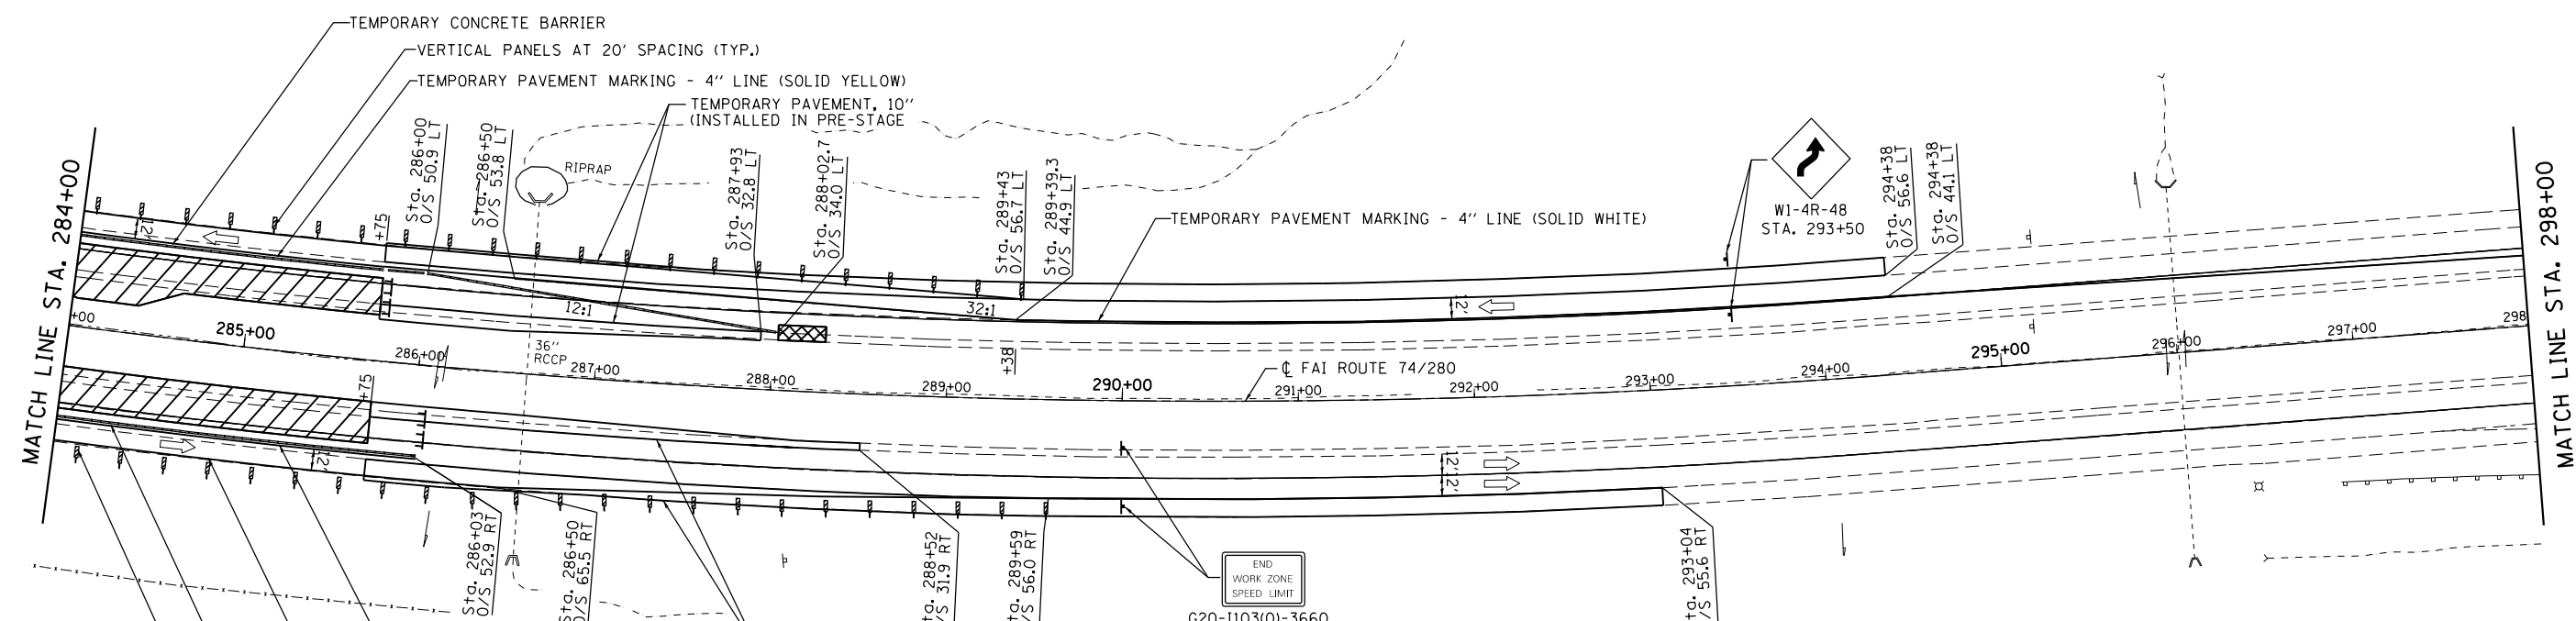 TEMPORARY CONCRETE BARRIER
VERTICAL PANELS AT 20' SPACING (TYP.)
TEMPORARY PAVEMENT MARKING - 4'' LINE (SOLID YELLOW)
TEMPORARY PAVEMENT, 10''
(INSTALLED IN PRE-STAGE
MATCH LINE STA. 284+00
12'
+75
Sta. 286+00
O/S 50.9 LT
Sta. 286+50
O/S 53.8 LT
RIPRAP
Sta. 287+93
O/S 32.8 LT
Sta. 288+02.7
O/S 34.0 LT
Sta. 289+43
O/S 56.7 LT
Sta. 289+39.3
O/S 44.9 LT
TEMPORARY PAVEMENT MARKING - 4'' LINE (SOLID WHITE)
W1-4R-48
STA. 293+50
Sta. 294+38
O/S 56.6 LT
Sta. 294+38
O/S 44.1 LT
MATCH LINE STA. 298+00
12:1
32:1
12'
+00
285+00
286+00
36''
RCCP
287+00
288+00
289+00
+38
290+00
℄ FAI ROUTE 74/280
291+00
292+00
293+00
294+00
295+00
296+00
297+00
298
+75
12'
12'
12'
Sta. 286+03
O/S 52.9 RT
Sta. 286+50
O/S 65.5 RT
ta. 288+52
/S 31.9 RT
ta. 289+59
/S 56.0 RT
END
WORK ZONE
SPEED LIMIT
G20-I103(0)-3660
ta. 293+04
/S 55.6 RT